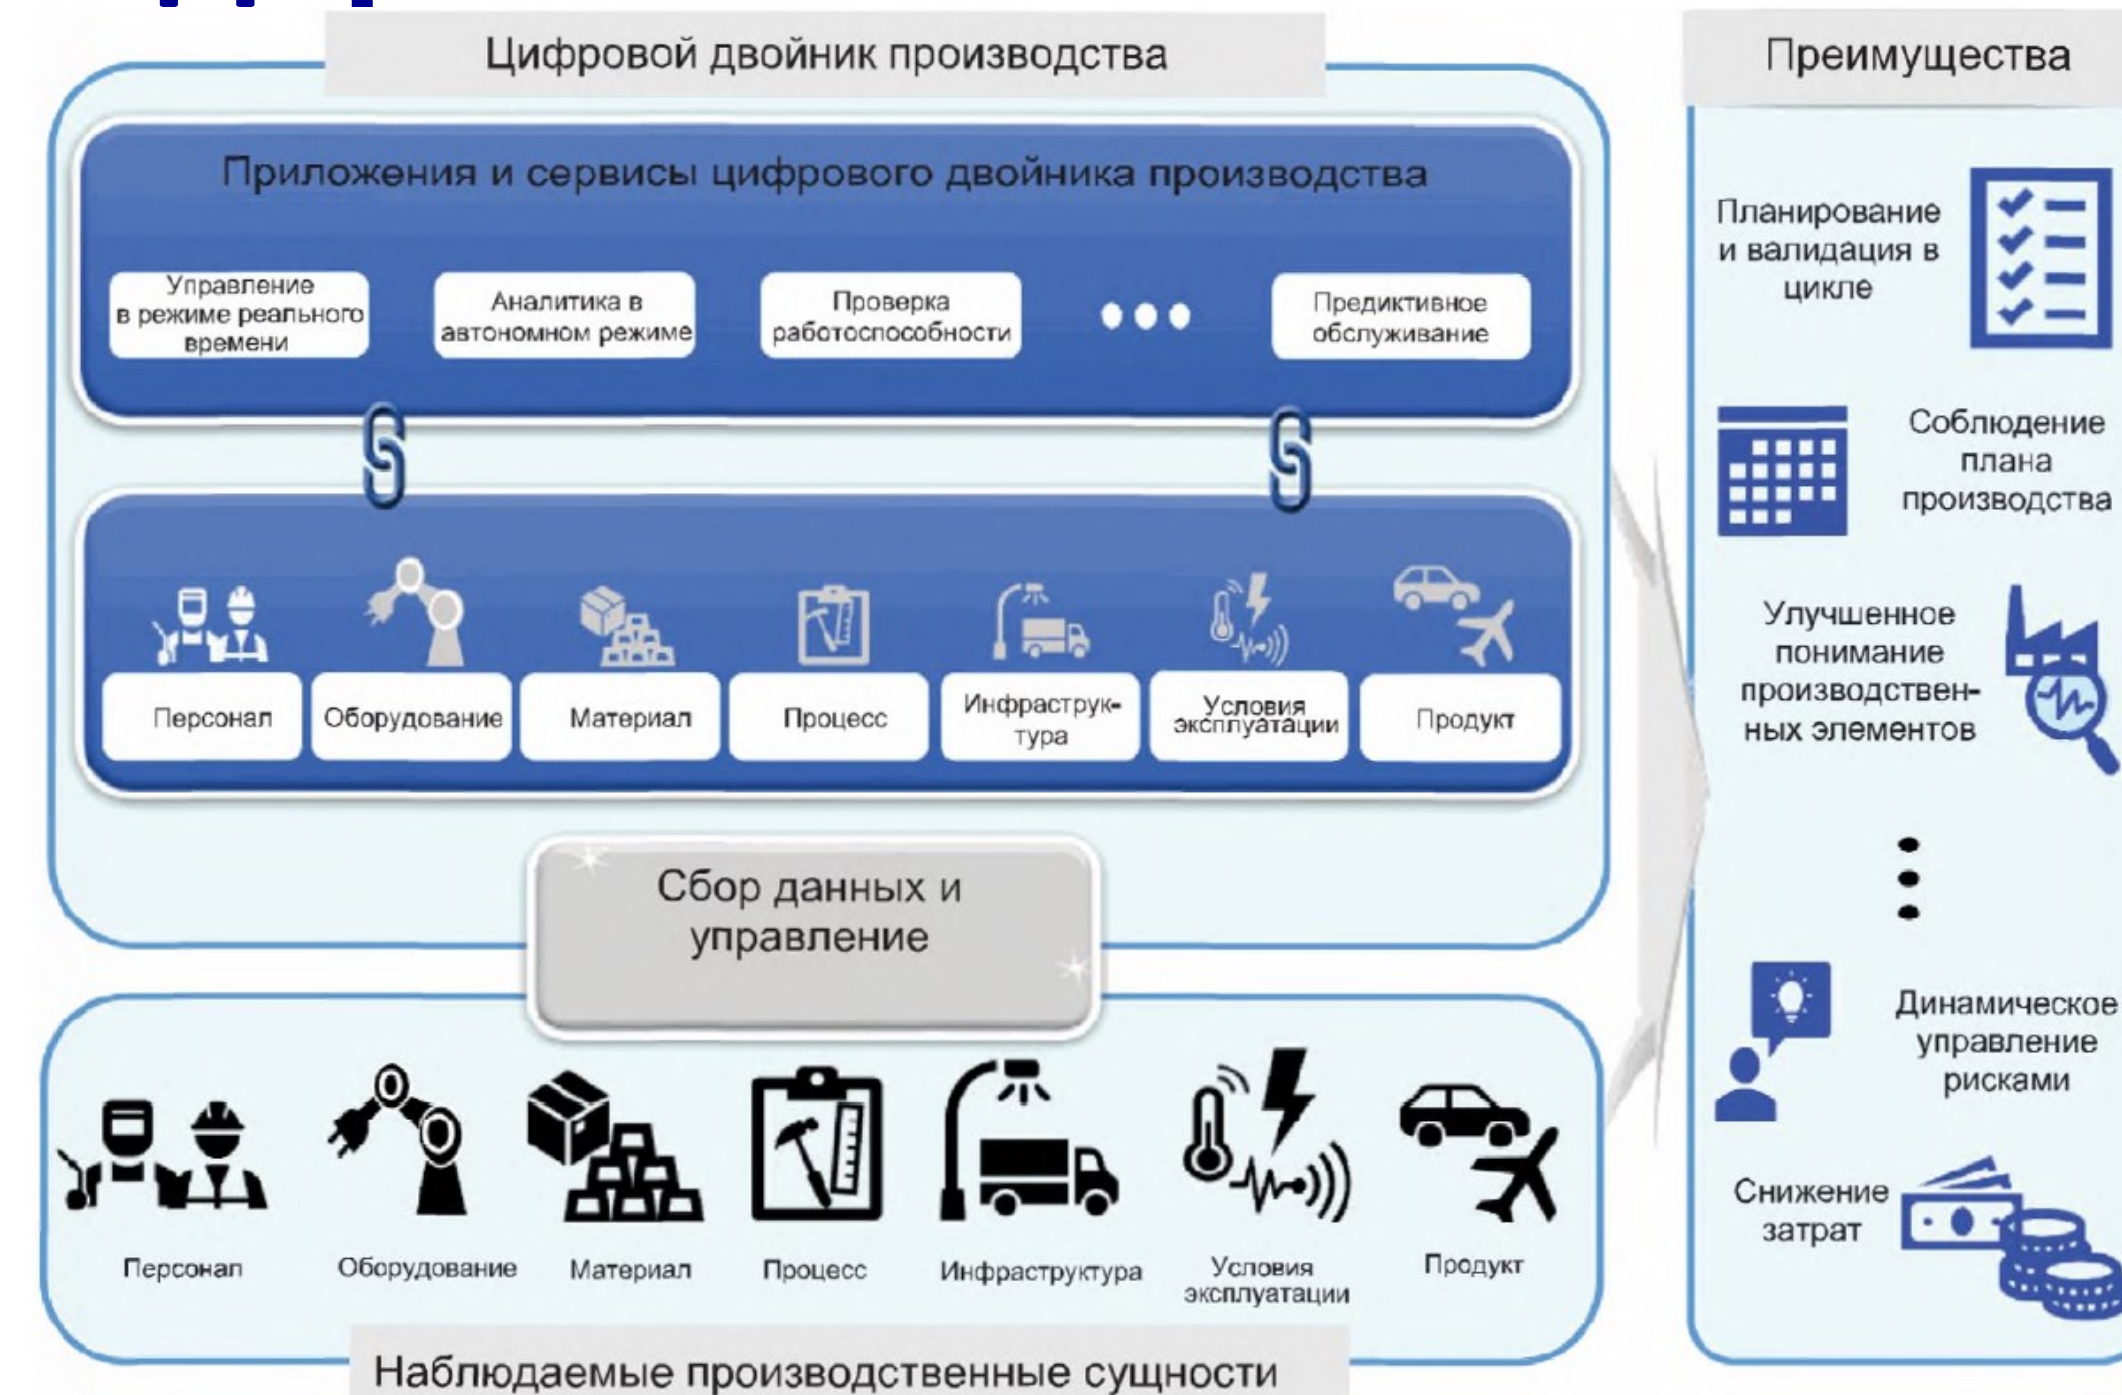 Цифровой двойник производства
Приложения и сервисы цифрового двойника производства
Управление
в режиме реального
времени
Аналитика в
автономном режиме
Проверка
работоспособности
Предиктивное
обслуживание
Персонал
Оборудование
Материал
Процесс
Инфраструк-
тура
Условия
эксплуатации
Продукт
Сбор данных и
управление
Персонал
Оборудование
Материал
Процесс
Инфраструктура
Условия
эксплуатации
Продукт
Наблюдаемые производственные сущности
Преимущества
Планирование
и валидация в
цикле
Соблюдение
плана
производства
Улучшенное
понимание
производствен-
ных элементов
Динамическое
управление
рисками
Снижение
затрат